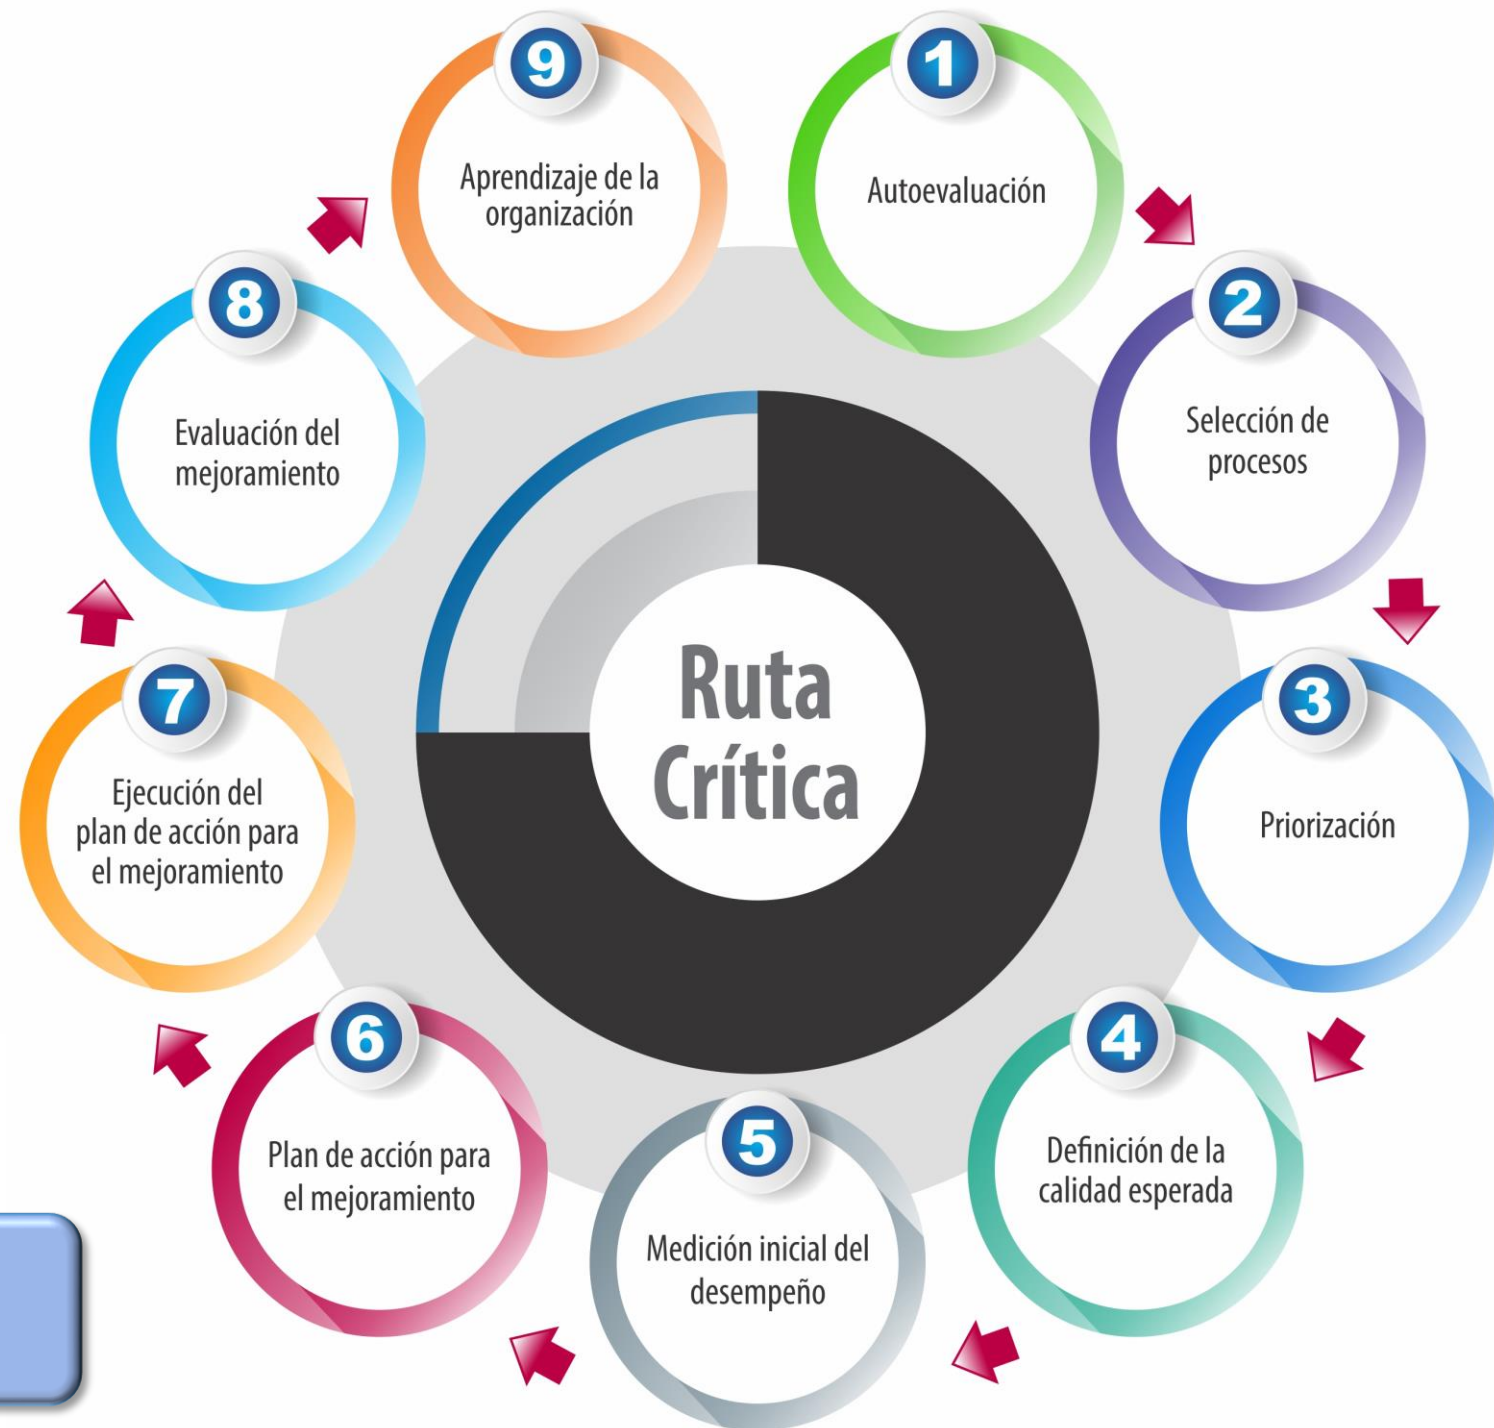 Ruta
Crítica
1
Autoevaluación
2
Selección de
procesos
3
Priorización
4
Definición de la
calidad esperada
5
Medición inicial del
desempeño
6
Plan de acción para
el mejoramiento
7
Ejecución del
plan de acción para
el mejoramiento
8
Evaluación del
mejoramiento
9
Aprendizaje de la
organización